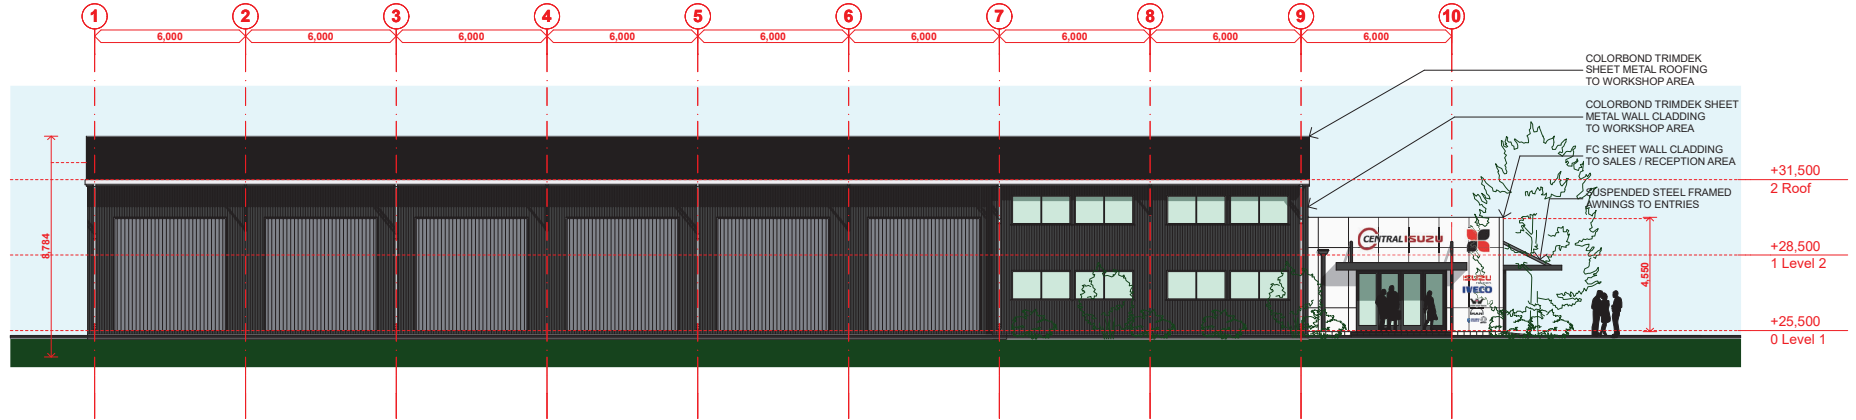 1 2 3 4 5 6 7 8 9 10
6,000 6,000 6,000 6,000 6,000 6,000 6,000 6,000 6,000
COLORBOND TRIMDEK
SHEET METAL ROOFING
TO WORKSHOP AREA
COLORBOND TRIMDEK SHEET
METAL WALL CLADDING
TO WORKSHOP AREA
FC SHEET WALL CLADDING
TO SALES / RECEPTION AREA
+31,500
2 Roof
SUSPENDED STEEL FRAMED
AWNINGS TO ENTRIES
8,784
CENTRAL ISUZU
+28,500
1 Level 2
4,550
ISUZU
IVECO
+25,500
0 Level 1